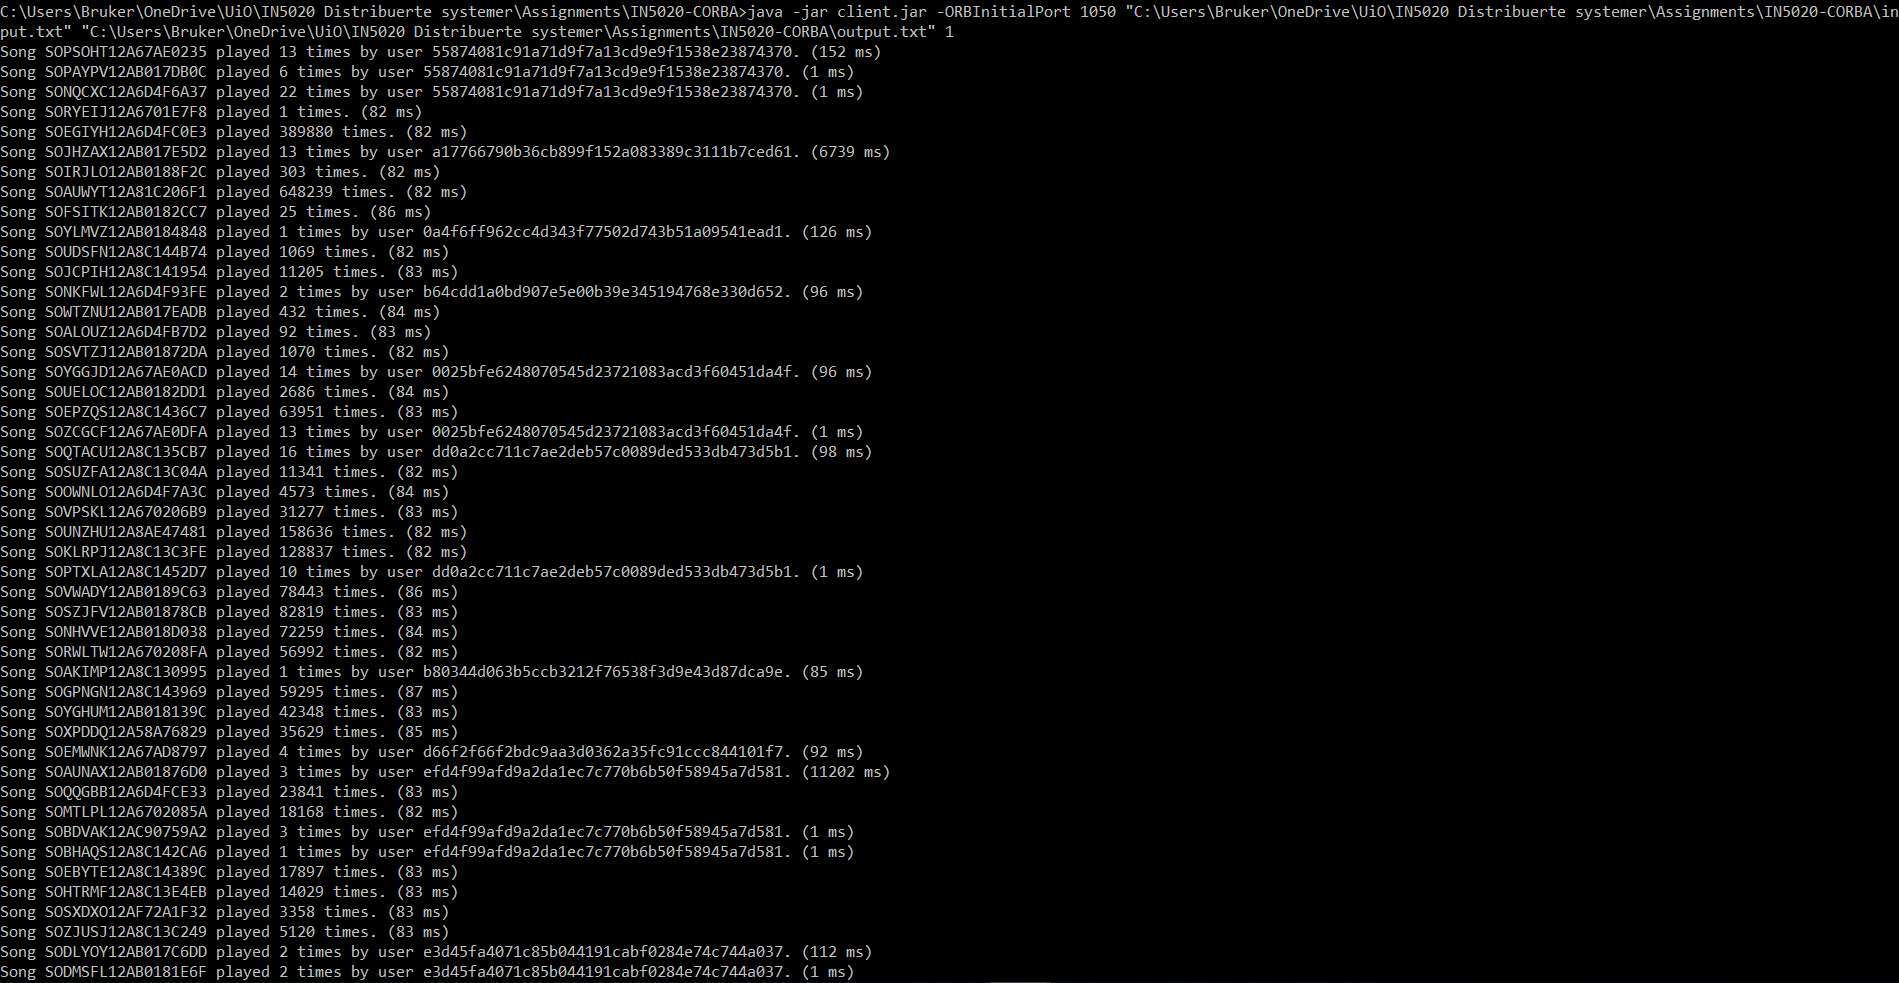 C:\Users\Bruker\OneDrive\UiO\IN5020 Distribuerte systemer\Assignments\IN5020-CORBA>java -jar client.jar -ORBInitialPort 1050 "C:\Users\Bruker\OneDrive\UiO\IN5020 Distribuerte systemer\Assignments\IN5020-CORBA\in
put.txt" "C:\Users\Bruker\OneDrive\UiO\IN5020 Distribuerte systemer\Assignments\IN5020-CORBA\output.txt" 1
Song SOPSOHT12A67AE0235 played 13 times by user 55874081c91a71d9f7a13cd9e9f1538e23874370. (152 ms)
Song SOPAYPV12AB017DB0C played 6 times by user 55874081c91a71d9f7a13cd9e9f1538e23874370. (1 ms)
Song SONQCXC12A6D4F6A37 played 22 times by user 55874081c91a71d9f7a13cd9e9f1538e23874370. (1 ms)
Song SORYEIJ12A6701E7F8 played 1 times. (82 ms)
Song SOEGIYH12A6D4FC0E3 played 389880 times. (82 ms)
Song SOJHZAX12AB017E5D2 played 13 times by user a17766790b36cb899f152a083389c3111b7ced61. (6739 ms)
Song SOIRJLO12AB0188F2C played 303 times. (82 ms)
Song SOAUWYT12A81C206F1 played 648239 times. (82 ms)
Song SOFSITK12AB0182CC7 played 25 times. (86 ms)
Song SOYLMVZ12AB0184848 played 1 times by user 0a4f6ff962cc4d343f77502d743b51a09541ead1. (126 ms)
Song SOUDSFN12A8C144B74 played 1069 times. (82 ms)
Song SOJCPIH12A8C141954 played 11205 times. (83 ms)
Song SONKFWL12A6D4F93FE played 2 times by user b64cdd1a0bd907e5e00b39e345194768e330d652. (96 ms)
Song SOWTZNU12AB017EADB played 432 times. (84 ms)
Song SOALOUZ12A6D4FB7D2 played 92 times. (83 ms)
Song SOSVTZJ12AB01872DA played 1070 times. (82 ms)
Song SOYGGJD12A67AE0ACD played 14 times by user 0025bfe6248070545d23721083acd3f60451da4f. (96 ms)
Song SOUELOC12AB0182DD1 played 2686 times. (84 ms)
Song SOEPZQS12A8C1436C7 played 63951 times. (83 ms)
Song SOZCGCF12A67AE0DFA played 13 times by user 0025bfe6248070545d23721083acd3f60451da4f. (1 ms)
Song SOQTACU12A8C135CB7 played 16 times by user dd0a2cc711c7ae2deb57c0089ded533db473d5b1. (98 ms)
Song SOSUZFA12A8C13C04A played 11341 times. (82 ms)
Song SOOWNLO12A6D4F7A3C played 4573 times. (84 ms)
Song SOVPSKL12A670206B9 played 31277 times. (83 ms)
Song SOUNZHU12A8AE47481 played 158636 times. (82 ms)
Song SOKLRPJ12A8C13C3FE played 128837 times. (82 ms)
Song SOPTXLA12A8C1452D7 played 10 times by user dd0a2cc711c7ae2deb57c0089ded533db473d5b1. (1 ms)
Song SOVWADY12AB0189C63 played 78443 times. (86 ms)
Song SOSZJFV12AB01878CB played 82819 times. (83 ms)
Song SONHVVE12AB018D038 played 72259 times. (84 ms)
Song SORWLTW12A670208FA played 56992 times. (82 ms)
Song SOAKIMP12A8C130995 played 1 times by user b80344d063b5ccb3212f76538f3d9e43d87dca9e. (85 ms)
Song SOGPNGN12A8C143969 played 59295 times. (87 ms)
Song SOYGHUM12AB018139C played 42348 times. (83 ms)
Song SOXPDDQ12A58A76829 played 35629 times. (85 ms)
Song SOEMWNK12A67AD8797 played 4 times by user d66f2f66f2bdc9aa3d0362a35fc91ccc844101f7. (92 ms)
Song SOAUNAX12AB01876D0 played 3 times by user efd4f99afd9a2da1ec7c770b6b50f58945a7d581. (11202 ms)
Song SOQQGBB12A6D4FCE33 played 23841 times. (83 ms)
Song SOMTLPL12A6702085A played 18168 times. (82 ms)
Song SOBDVAK12AC90759A2 played 3 times by user efd4f99afd9a2da1ec7c770b6b50f58945a7d581. (1 ms)
Song SOBHAQS12A8C142CA6 played 1 times by user efd4f99afd9a2da1ec7c770b6b50f58945a7d581. (1 ms)
Song SOEBYTE12A8C14389C played 17897 times. (83 ms)
Song SOHTRMF12A8C13E4EB played 14029 times. (83 ms)
Song SOSXDXO12AF72A1F32 played 3358 times. (83 ms)
Song SOZJUSJ12A8C13C249 played 5120 times. (83 ms)
Song SODLYOY12AB017C6DD played 2 times by user e3d45fa4071c85b044191cabf0284e74c744a037. (112 ms)
Song SODMSFL12AB0181E6F played 2 times by user e3d45fa4071c85b044191cabf0284e74c744a037. (1 ms)